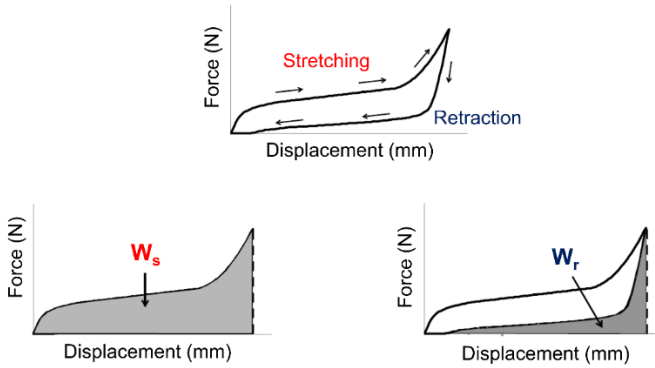 Force (N)
Stretching
Retraction
Displacement (mm)
Force (N)
Ws
Displacement (mm)
Force (N)
Wr
Displacement (mm)